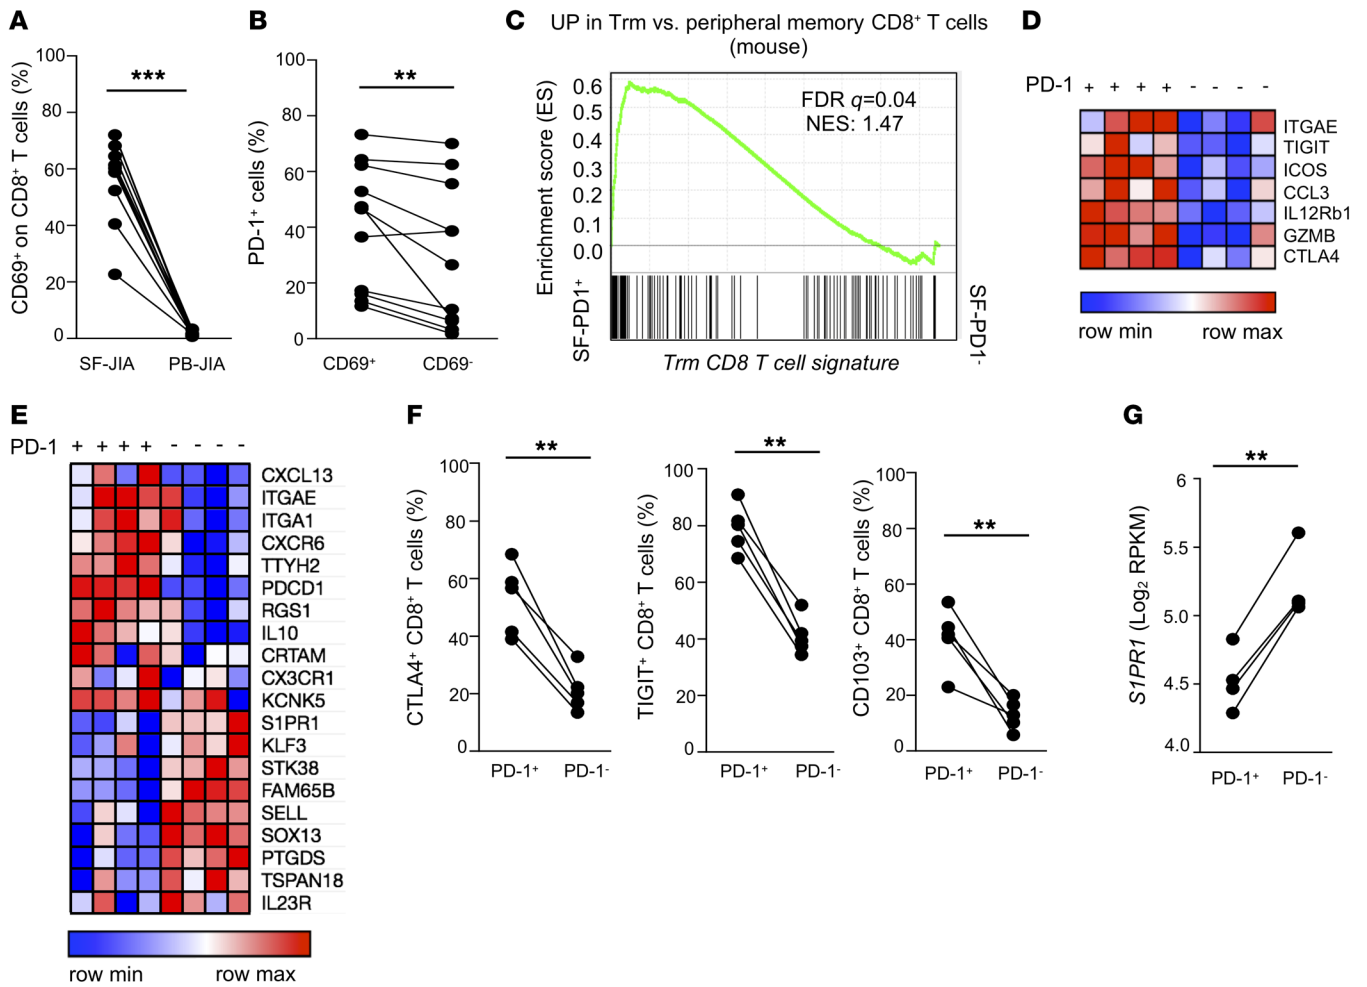 A
CD69+ on CD8+ T cells (%)
100
80
60
40
20
0
***
SF-JIA PB-JIA
B
PD-1+ cells (%)
100
80
60
40
20
0
**
CD69+ CD69-
C
UP in Trm vs. peripheral memory CD8+ T cells
(mouse)
Enrichment score (ES)
0.6
0.5
0.4
0.3
0.2
0.1
0.0
FDR q=0.04
NES: 1.47
SF-PD1+
SF-PD1-
Trm CD8 T cell signature
D
PD-1 + + + + - - - -
ITGAE
TIGIT
ICOS
CCL3
IL12Rb1
GZMB
CTLA4
row min row max
E
PD-1 + + + + - - - -
CXCL13
ITGAE
ITGA1
CXCR6
TTYH2
PDCD1
RGS1
IL10
CRTAM
CX3CR1
KCNK5
S1PR1
KLF3
STK38
FAM65B
SELL
SOX13
PTGDS
TSPAN18
IL23R
row min row max
F
CTLA4+ CD8+ T cells (%)
100
80
60
40
20
0
**
PD-1+ PD-1-
TIGIT+ CD8+ T cells (%)
100
80
60
40
20
0
**
PD-1+ PD-1-
CD103+ CD8+ T cells (%)
100
80
60
40
20
0
**
PD-1+ PD-1-
G
S1PR1 (Log2 RPKM)
6
5.5
5.0
4.5
4.0
**
PD-1+ PD-1-